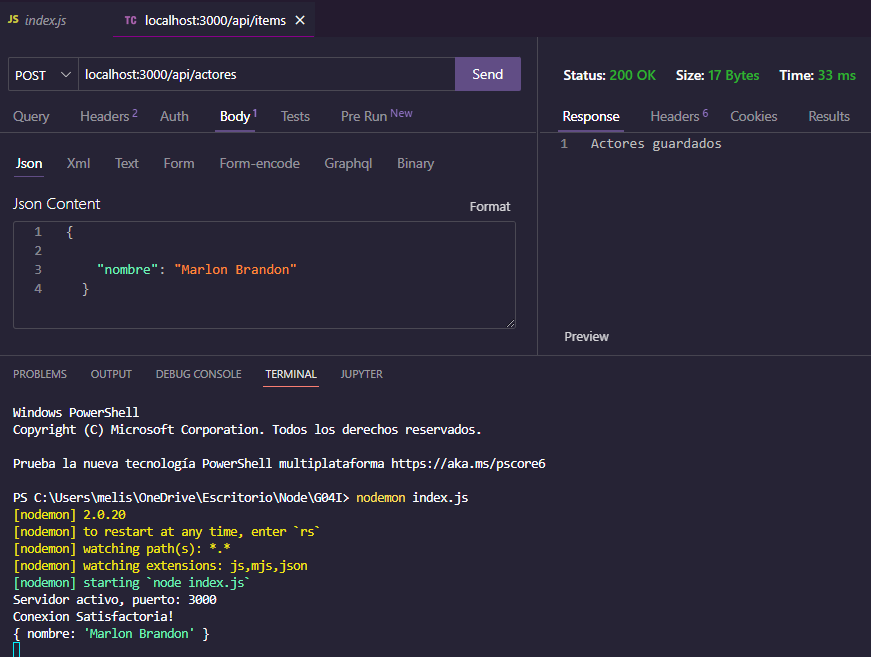 JS index.js
TC localhost:3000/api/items ✕
POST localhost:3000/api/actores Send
Status: 200 OK Size: 17 Bytes Time: 33 ms
Query Headers 2 Auth Body 1 Tests Pre Run New
Response Headers 6 Cookies Results
1 Actores guardados
Json Xml Text Form Form-encode Graphql Binary
Json Content Format
1 {
2
3 "nombre": "Marlon Brandon"
4 }
Preview
PROBLEMS OUTPUT DEBUG CONSOLE TERMINAL JUPYTER
Windows PowerShell
Copyright (C) Microsoft Corporation. Todos los derechos reservados.
Prueba la nueva tecnología PowerShell multiplataforma https://aka.ms/pscore6
PS C:\Users\melis\OneDrive\Escritorio\Node\G04I> nodemon index.js
[nodemon] 2.0.20
[nodemon] to restart at any time, enter `rs`
[nodemon] watching path(s): *.*
[nodemon] watching extensions: js,mjs,json
[nodemon] starting `node index.js`
Servidor activo, puerto: 3000
Conexion Satisfactoria!
{ nombre: 'Marlon Brandon' }